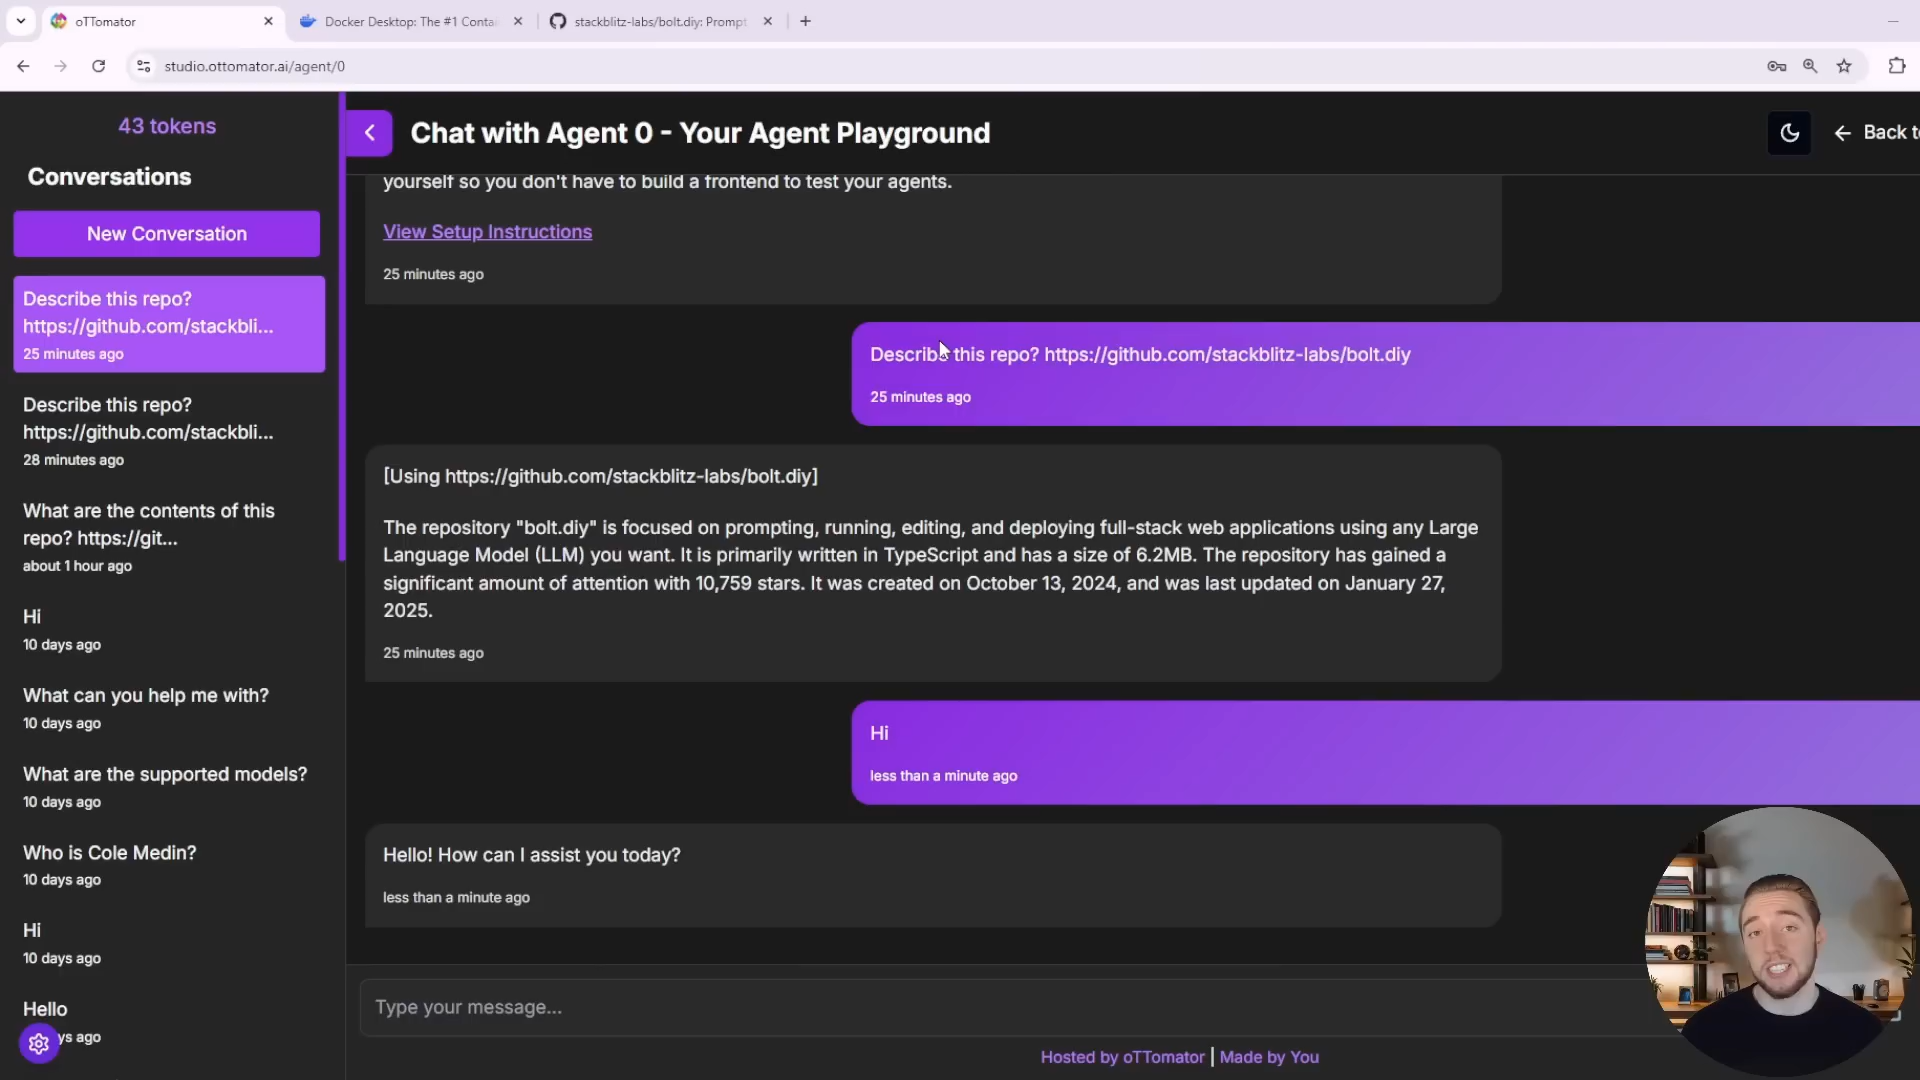 oTTomator
Docker Desktop: The #1 Conta
stackblitz-labs/bolt.diy: Prompt
studio.ottomator.ai/agent/0
43 tokens
Conversations
New Conversation
Describe this repo?
https://github.com/stackbli...
25 minutes ago
Describe this repo?
https://github.com/stackbli...
28 minutes ago
What are the contents of this
repo? https://git...
about 1 hour ago
Hi
10 days ago
What can you help me with?
10 days ago
What are the supported models?
10 days ago
Who is Cole Medin?
10 days ago
Hi
10 days ago
Hello
ys ago
Chat with Agent 0 - Your Agent Playground
Back to
yourself so you don't have to build a frontend to test your agents.
View Setup Instructions
25 minutes ago
Describe this repo? https://github.com/stackblitz-labs/bolt.diy
25 minutes ago
[Using https://github.com/stackblitz-labs/bolt.diy]
The repository "bolt.diy" is focused on prompting, running, editing, and deploying full-stack web applications using any Large
Language Model (LLM) you want. It is primarily written in TypeScript and has a size of 6.2MB. The repository has gained a
significant amount of attention with 10,759 stars. It was created on October 13, 2024, and was last updated on January 27,
2025.
25 minutes ago
Hi
less than a minute ago
Hello! How can I assist you today?
less than a minute ago
Type your message...
Hosted by oTTomator | Made by You